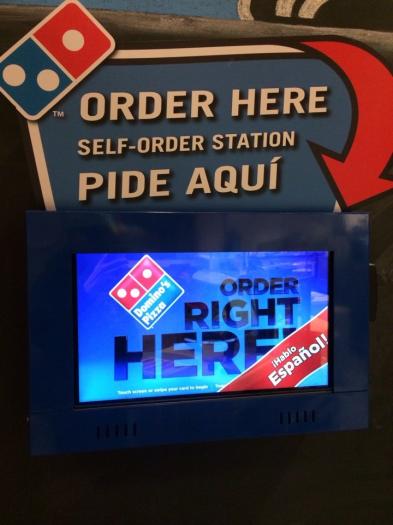 TM
ORDER HERE
SELF-ORDER STATION
PIDE AQUÍ
Domino's
Pizza
ORDER
RIGHT
HERE!
¡Hablo
Español!
Touch screen or swipe your card to begin